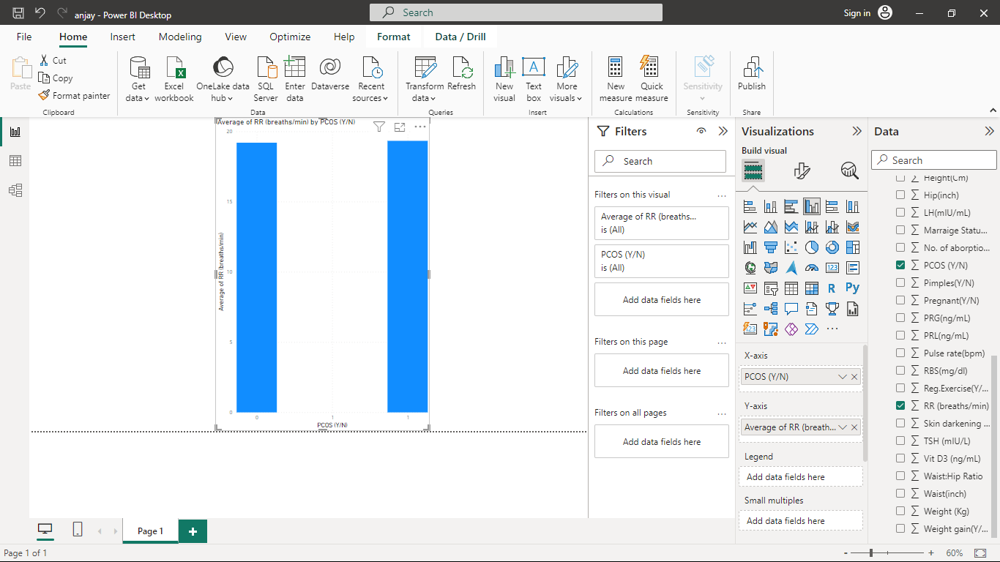 anjay - Power BI Desktop
Search
Sign in
File
Home
Insert
Modeling
View
Optimize
Help
Format
Data / Drill
Paste
Cut
Copy
Format painter
Clipboard
Get
data
Excel
workbook
OneLake data
hub
SQL
Server
Enter
data
Dataverse
Recent
sources
Data
Transform
data
Refresh
Queries
New
visual
Text
box
More
visuals
Insert
New
measure
Quick
measure
Calculations
Sensitivity
Sensitivity
Publish
Share
Average of RR (breaths/min) by PCOS (Y/N)
20
15
10
5
0
Average of RR (breaths/min)
0
1
1
PCOS (Y/N)
Filters
Search
Filters on this visual
...
Average of RR (breaths...
is (All)
PCOS (Y/N)
is (All)
Add data fields here
Filters on this page
...
Add data fields here
Filters on all pages
...
Add data fields here
Visualizations
Build visual
123
R
Py
123
...
X-axis
PCOS (Y/N)
Y-axis
Average of RR (breath...
Legend
Add data fields here
Small multiples
Add data fields here
Data
Search
Height(Cm)
Hip(inch)
LH(mIU/mL)
Marraige Statu...
No. of aborptio...
PCOS (Y/N)
Pimples(Y/N)
Pregnant(Y/N)
PRG(ng/mL)
PRL(ng/mL)
Pulse rate(bpm)
RBS(mg/dl)
Reg.Exercise(Y/...
RR (breaths/min)
Skin darkening ...
TSH (mIU/L)
Vit D3 (ng/mL)
Waist:Hip Ratio
Waist(inch)
Weight (Kg)
Weight gain(Y/...
Page 1
+
Page 1 of 1
-
+
60%